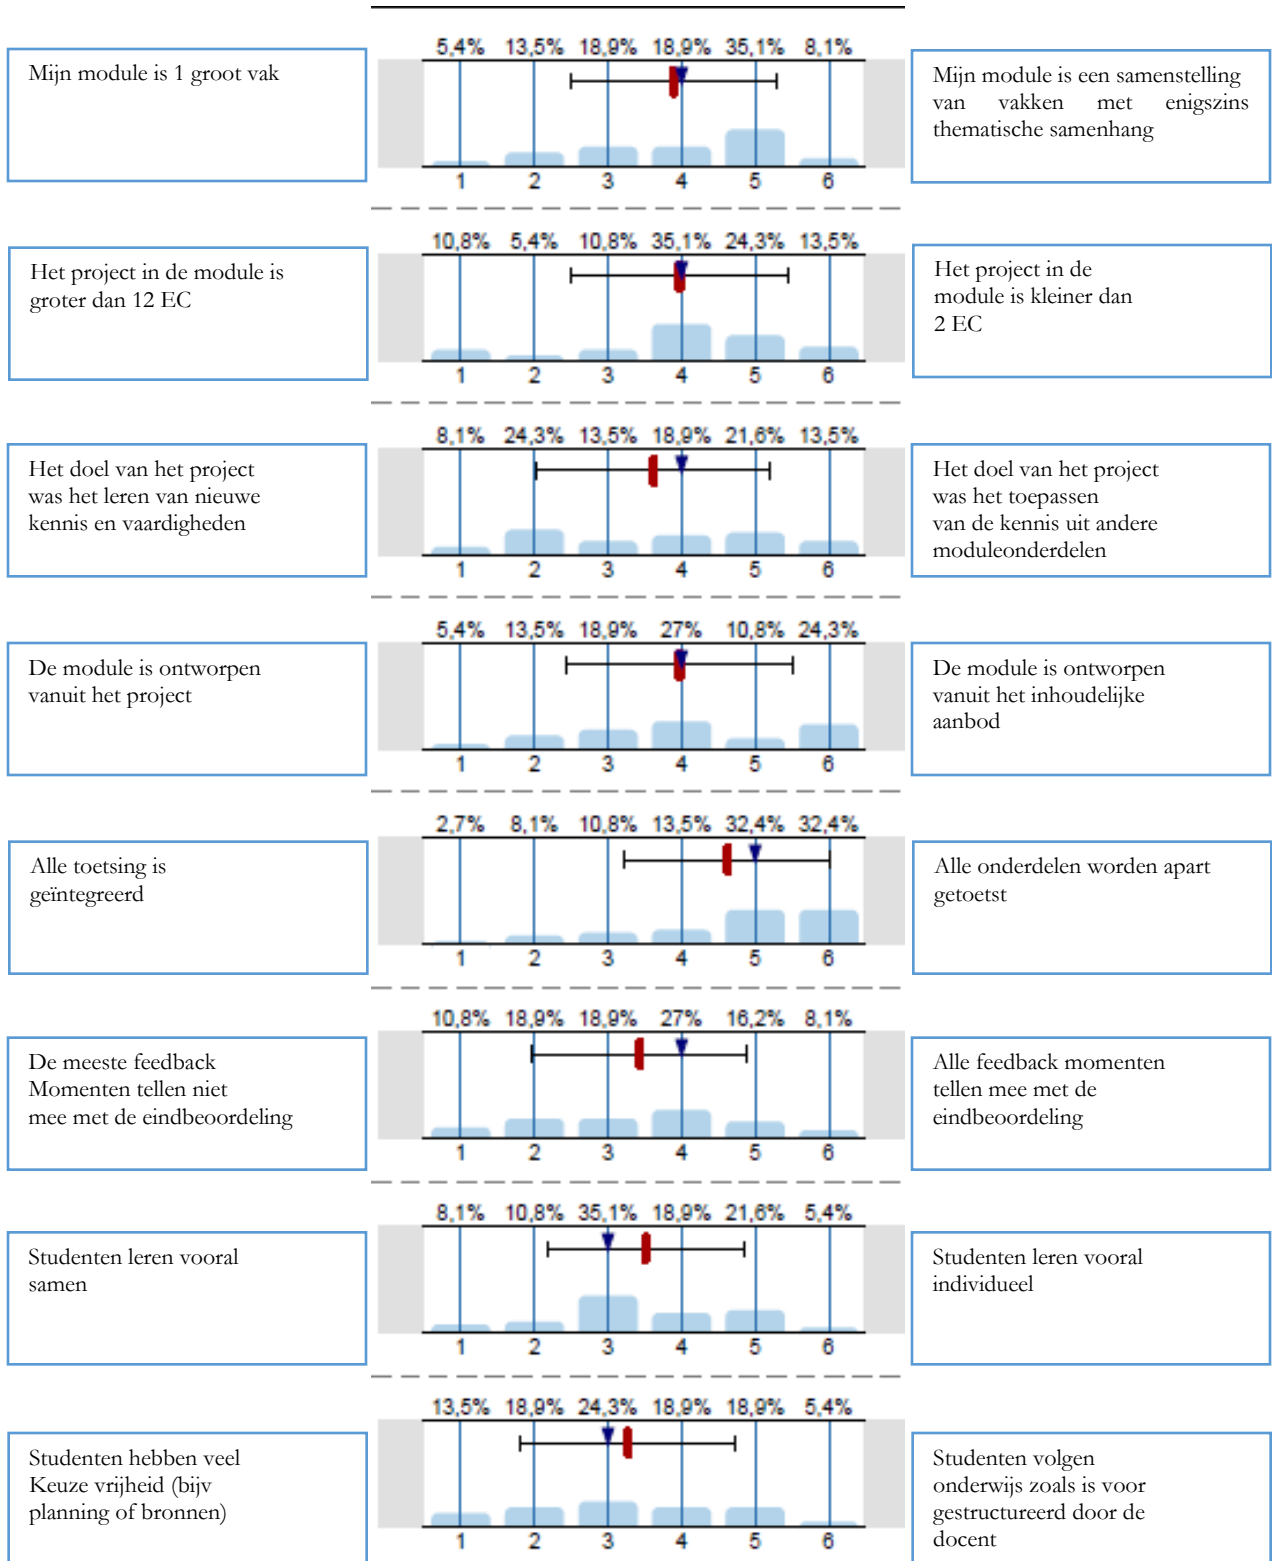 5,4% 13,5% 18,9% 18,9% 35,1% 8,1%
Mijn module is 1 groot vak
Mijn module is een samenstelling
van vakken met enigszins
thematische samenhang
1 2 3 4 5 6
10,8% 5,4% 10,8% 35,1% 24,3% 13,5%
Het project in de module is
groter dan 12 EC
Het project in de
module is kleiner dan
2 EC
1 2 3 4 5 6
8,1% 24,3% 13,5% 18,9% 21,6% 13,5%
Het doel van het project
was het leren van nieuwe
kennis en vaardigheden
Het doel van het project
was het toepassen
van de kennis uit andere
moduleonderdelen
1 2 3 4 5 6
5,4% 13,5% 18,9% 27% 10,8% 24,3%
De module is ontworpen
vanuit het project
De module is ontworpen
vanuit het inhoudelijke
aanbod
1 2 3 4 5 6
2,7% 8,1% 10,8% 13,5% 32,4% 32,4%
Alle toetsing is
geïntegreerd
Alle onderdelen worden apart
getoetst
1 2 3 4 5 6
10,8% 18,9% 18,9% 27% 16,2% 8,1%
De meeste feedback
Momenten tellen niet
mee met de eindbeoordeling
Alle feedback momenten
tellen mee met de
eindbeoordeling
1 2 3 4 5 6
8,1% 10,8% 35,1% 18,9% 21,6% 5,4%
Studenten leren vooral
samen
Studenten leren vooral
individueel
1 2 3 4 5 6
13,5% 18,9% 24,3% 18,9% 18,9% 5,4%
Studenten hebben veel
Keuze vrijheid (bijv
planning of bronnen)
Studenten volgen
onderwijs zoals is voor
gestructureerd door de
docent
1 2 3 4 5 6